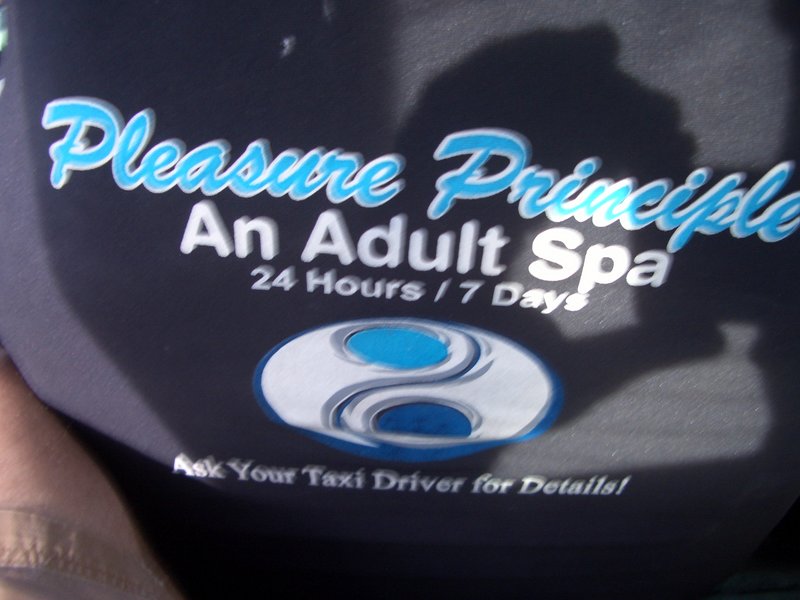 Pleasure Principle
An Adult Spa
24 Hours / 7 Days
Ask Your Taxi Driver for Details!